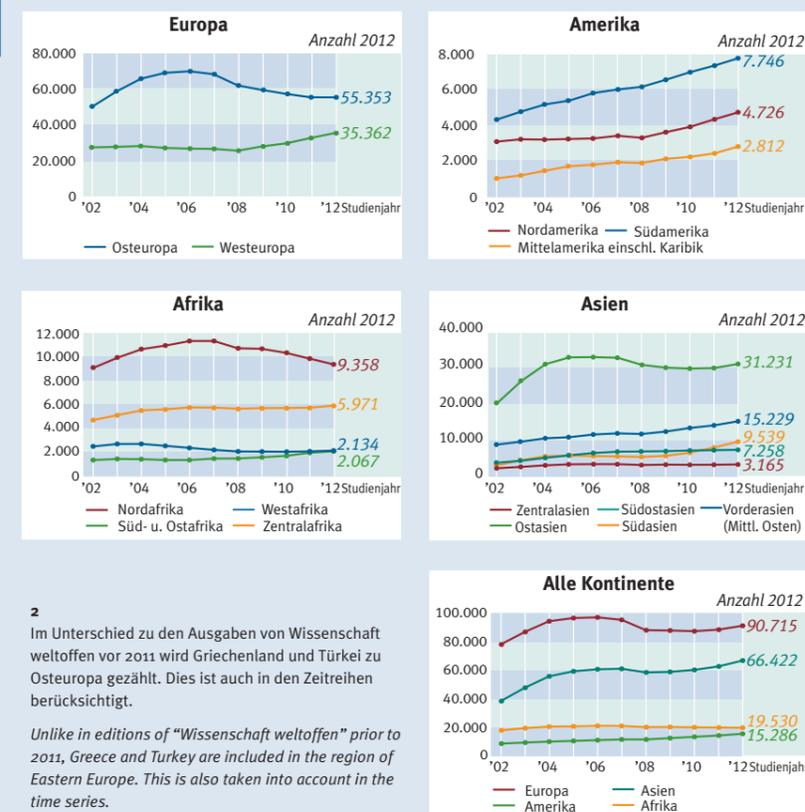 Europa
Anzahl 2012
80.000
60.000
40.000
20.000
0
55.353
35.362
’02 ’04 ’06 ’08 ’10 ’12 Studienjahr
Osteuropa Westeuropa
Amerika
Anzahl 2012
8.000
6.000
4.000
2.000
0
7.746
4.726
2.812
’02 ’04 ’06 ’08 ’10 ’12 Studienjahr
Nordamerika Südamerika
Mittelamerika einschl. Karibik
Afrika
Anzahl 2012
12.000
10.000
8.000
6.000
4.000
2.000
0
9.358
5.971
2.134
2.067
’02 ’04 ’06 ’08 ’10 ’12 Studienjahr
Nordafrika Westafrika
Süd- u. Ostafrika Zentralafrika
Asien
Anzahl 2012
40.000
30.000
20.000
10.000
0
31.231
15.229
9.539
7.258
3.165
’02 ’04 ’06 ’08 ’10 ’12 Studienjahr
Zentralasien Südostasien Vorderasien
Ostasien Südasien (Mittl. Osten)
2
Im Unterschied zu den Ausgaben von Wissenschaft
weltoffen vor 2011 wird Griechenland und Türkei zu
Osteuropa gezählt. Dies ist auch in den Zeitreihen
berücksichtigt.
Unlike in editions of “Wissenschaft weltoffen” prior to
2011, Greece and Turkey are included in the region of
Eastern Europe. This is also taken into account in the
time series.
Alle Kontinente
Anzahl 2012
100.000
80.000
60.000
40.000
20.000
0
90.715
66.422
19.530
15.286
’02 ’04 ’06 ’08 ’10 ’12 Studienjahr
Europa Asien
Amerika Afrika